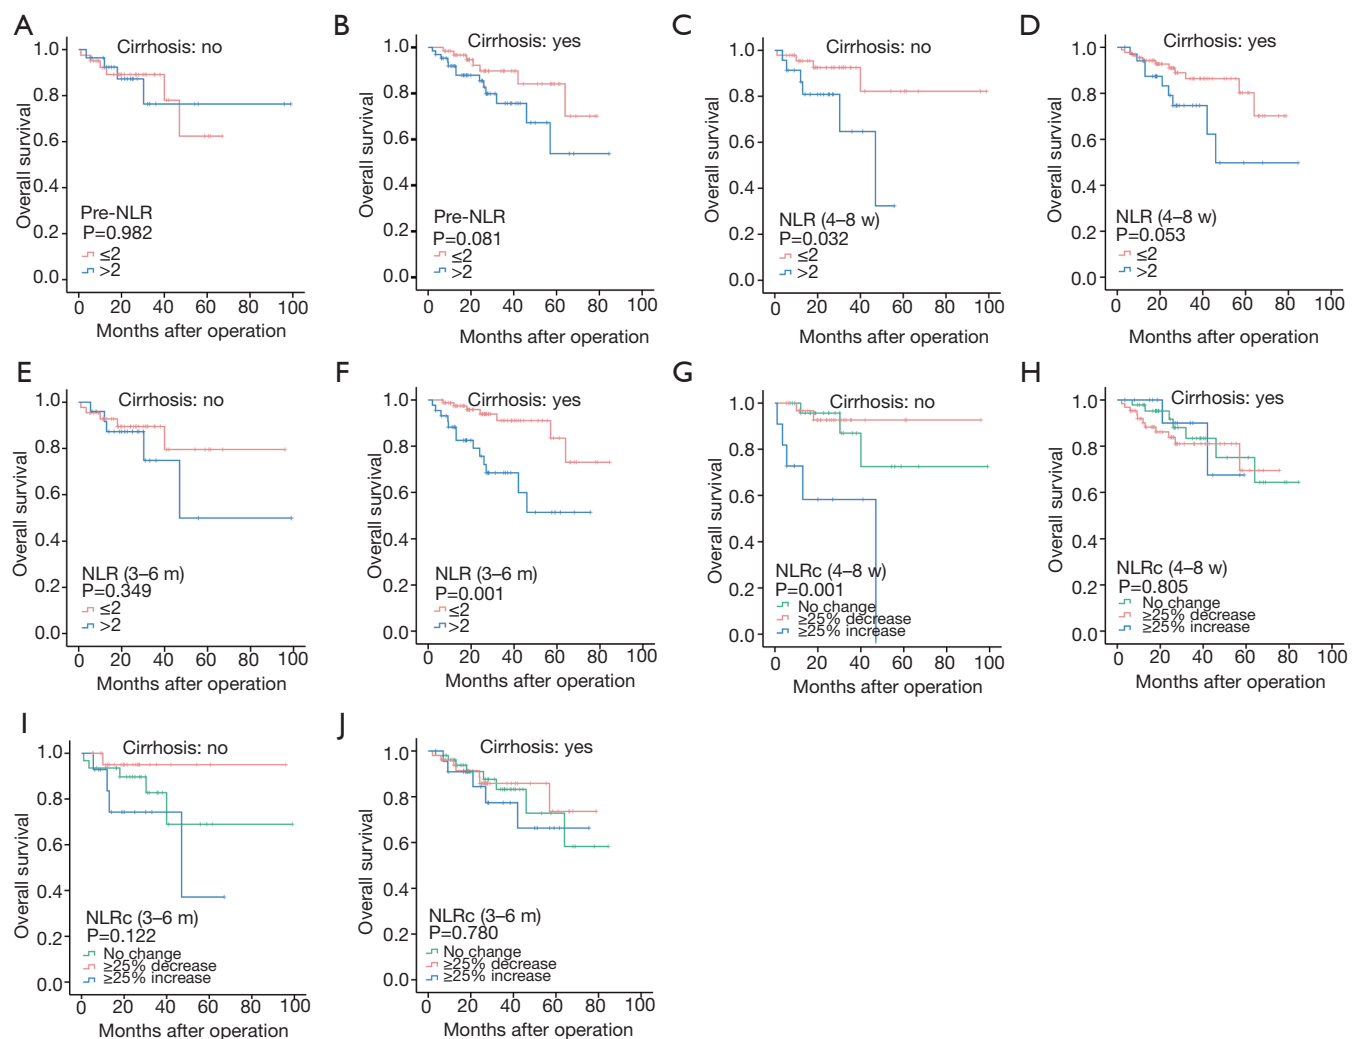 A
Cirrhosis: no
1.0
0.8
0.6
0.4
0.2
0.0
Overall survival
Pre-NLR
P=0.982
≤2
>2
0 20 40 60 80 100
Months after operation
B
Cirrhosis: yes
1.0
0.8
0.6
0.4
0.2
0.0
Overall survival
Pre-NLR
P=0.081
≤2
>2
0 20 40 60 80 100
Months after operation
C
Cirrhosis: no
1.0
0.8
0.6
0.4
0.2
0.0
Overall survival
NLR (4–8 w)
P=0.032
≤2
>2
0 20 40 60 80 100
Months after operation
D
Cirrhosis: yes
1.0
0.8
0.6
0.4
0.2
0.0
Overall survival
NLR (4–8 w)
P=0.053
≤2
>2
0 20 40 60 80 100
Months after operation
E
Cirrhosis: no
1.0
0.8
0.6
0.4
0.2
0.0
Overall survival
NLR (3–6 m)
P=0.349
≤2
>2
0 20 40 60 80 100
Months after operation
F
Cirrhosis: yes
1.0
0.8
0.6
0.4
0.2
0.0
Overall survival
NLR (3–6 m)
P=0.001
≤2
>2
0 20 40 60 80 100
Months after operation
G
Cirrhosis: no
1.0
0.8
0.6
0.4
0.2
0.0
Overall survival
NLRc (4–8 w)
P=0.001
No change
≥25% decrease
≥25% increase
0 20 40 60 80 100
Months after operation
H
Cirrhosis: yes
1.0
0.8
0.6
0.4
0.2
0.0
Overall survival
NLRc (4–8 w)
P=0.805
No change
≥25% decrease
≥25% increase
0 20 40 60 80 100
Months after operation
I
Cirrhosis: no
1.0
0.8
0.6
0.4
0.2
0.0
Overall survival
NLRc (3–6 m)
P=0.122
No change
≥25% decrease
≥25% increase
0 20 40 60 80 100
Months after operation
J
Cirrhosis: yes
1.0
0.8
0.6
0.4
0.2
0.0
Overall survival
NLRc (3–6 m)
P=0.780
No change
≥25% decrease
≥25% increase
0 20 40 60 80 100
Months after operation